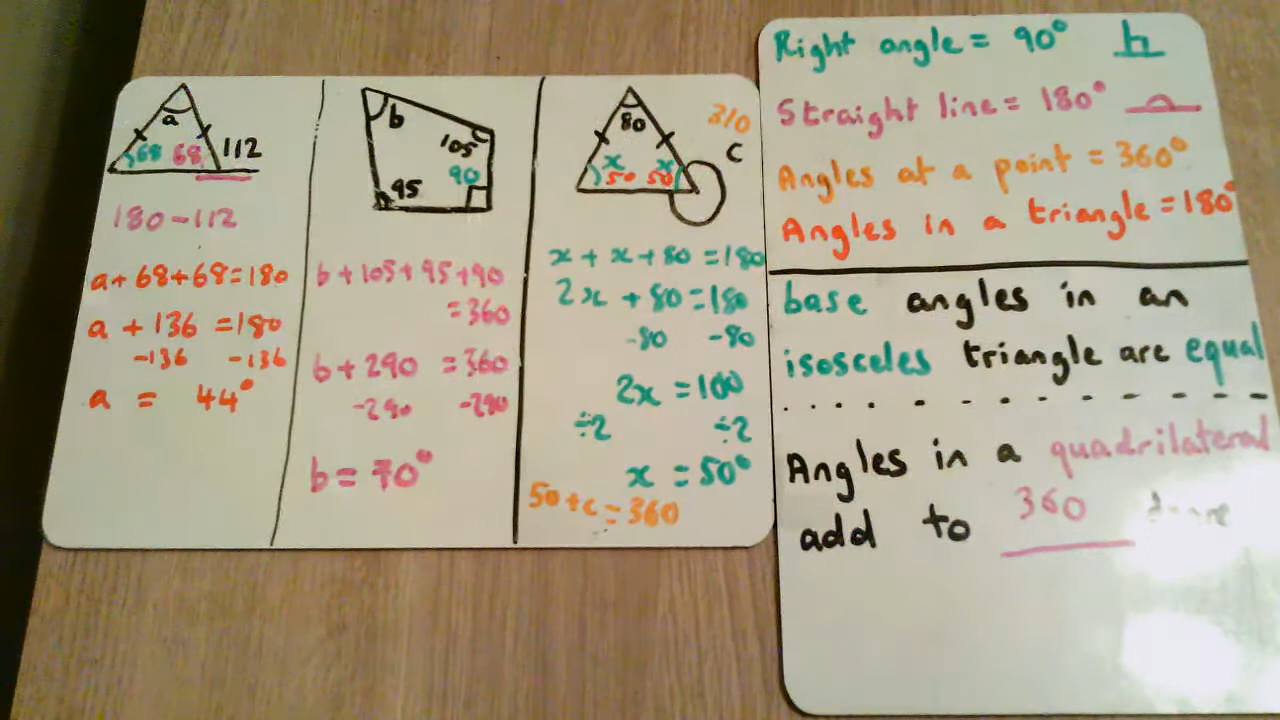 a
68 68 112
180-112
a+68+68=180
a + 136 = 180
-136 -136
a = 44°
b
105
95 90
b+105+95+90
=360
b+290 = 360
-290 -290
b = 70°
310
80
C
x x
50 50
x + x + 80 = 180
2x + 80 = 180
-80 -80
2x = 100
÷2 ÷2
x = 50°
50 + c = 360
Right angle = 90°
Straight line = 180°
Angles at a point = 360°
Angles in a triangle = 180°
base angles in an
isosceles triangle are equal
Angles in a quadrilateral
add to 360